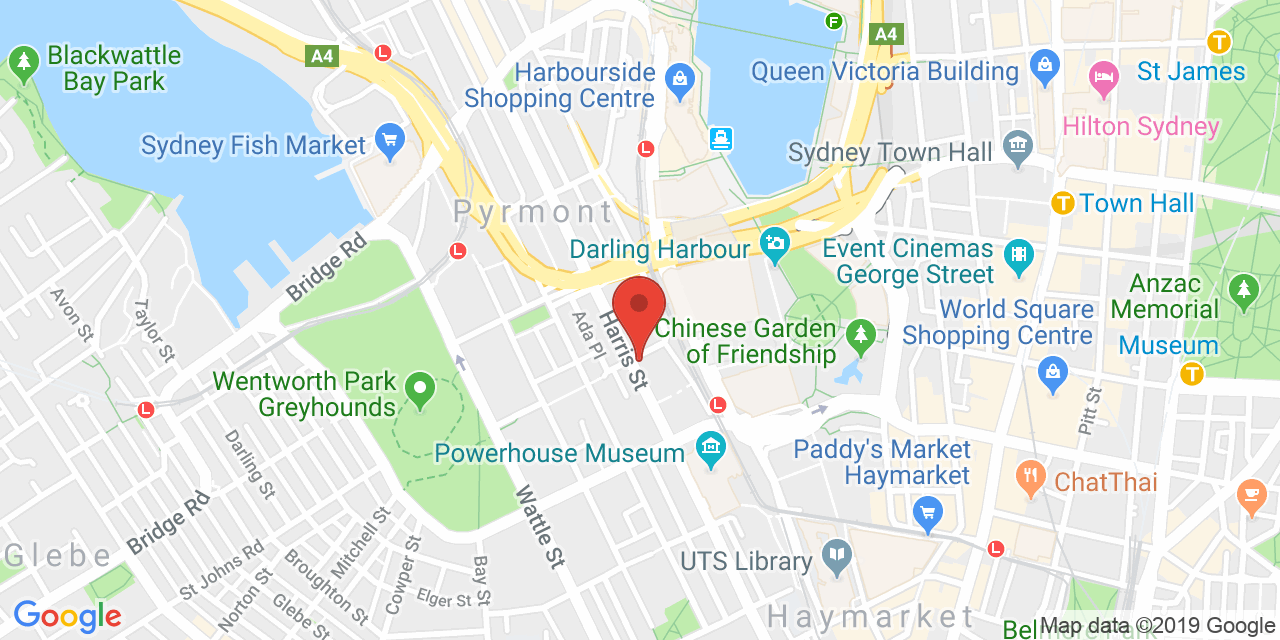 F
A4
A4
T
Blackwattle
Bay Park
L
Harbourside
Shopping Centre
Queen Victoria Building
St James
Hilton Sydney
Sydney Fish Market
L
Sydney Town Hall
Pyrmont
T
Town Hall
L
Darling Harbour
Event Cinemas
George Street
Bridge Rd
Anzac
Memorial
Avon St
Taylor St
Harris St
Ada Pl
Chinese Garden
of Friendship
World Square
Shopping Centre
Museum
T
Wentworth Park
Greyhounds
L
L
Pitt St
Darling St
Powerhouse Museum
Paddy's Market
Haymarket
ChatThai
Bridge Rd
Wattle St
Glebe
Mitchell St
St Johns Rd
Broughton St
Cowper St
Bay St
Norton St
Glebe St
Elger St
UTS Library
L
Haymarket
Google
Map data ©2019 Google